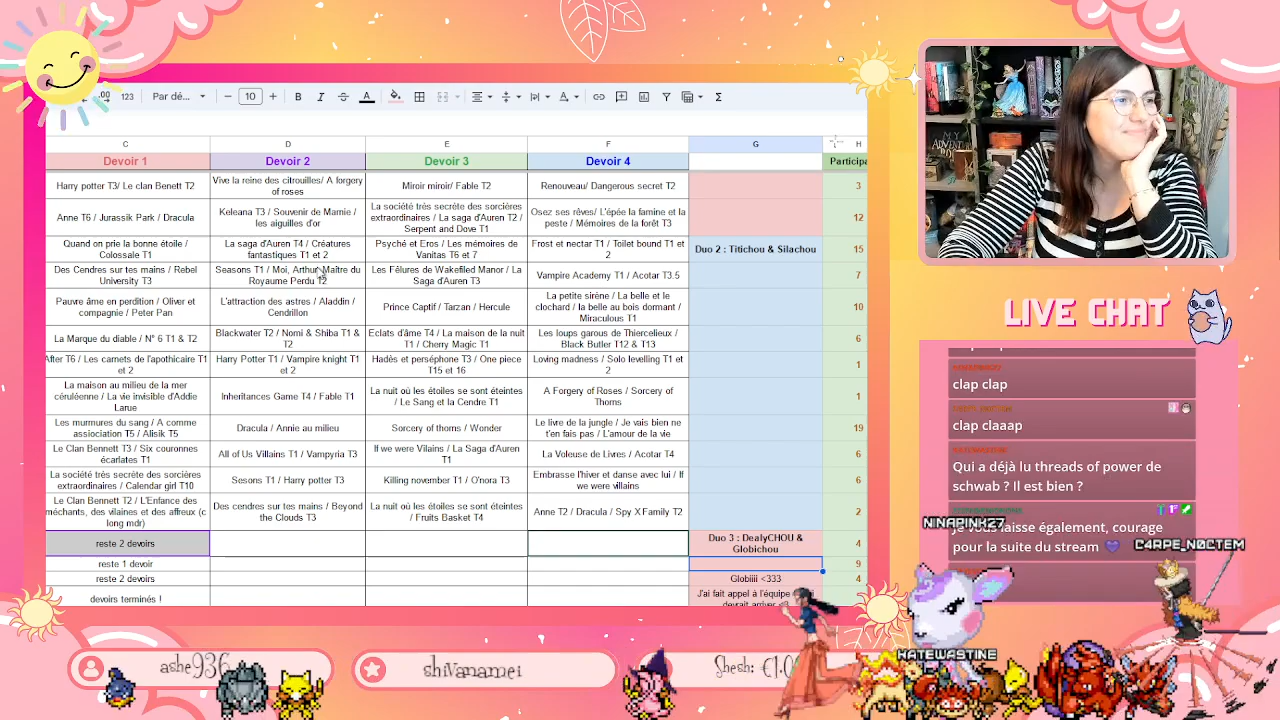 .00
123
Par dé...
10
B
I
A
A
Σ
C
D
E
F
G
H
Devoir 1
Devoir 2
Devoir 3
Devoir 4
Participa
Harry potter T3/ Le clan Benett T2
Vive la reine des citrouilles/ A forgery
of roses
Miroir miroir/ Fable T2
Renouveau/ Dangerous secret T2
3
Anne T6 / Jurassik Park / Dracula
Keleana T3 / Souvenir de Mamie /
les aiguilles d'or
La société très secrète des sorcières
extraordinaires / La saga d'Auren T2 /
Serpent and Dove T1
Osez ses rêves/ L'épée la famine et la
peste / Mémoires de la forêt T3
12
Quand on prie la bonne étoile /
Colossale T1
La saga d'Auren T4 / Créatures
fantastiques T1 et 2
Psyché et Eros / Les mémoires de
Vanitas T6 et 7
Frost et nectar T1 / Toilet bound T1 et
2
Duo 2 : Titichou & Silachou
15
Des Cendres sur tes mains / Rebel
University T3
Seasons T1 / Moi, Arthur, Maitre du
Royaume Perdu T2
Les Fêlures de Wakefiled Manor / La
Saga d'Auren T3
Vampire Academy T1 / Acotar T3.5
7
Pauvre âme en perdition / Oliver et
compagnie / Peter Pan
L'attraction des astres / Aladdin /
Cendrillon
Prince Captif / Tarzan / Hercule
La petite sirène / La belle et le
clochard / la belle au bois dormant /
Miraculous T1
10
La Marque du diable / N° 6 T1 & T2
Blackwater T2 / Nomi & Shiba T1 &
T2
Eclats d'âme T4 / La maison de la nuit
T1 / Cherry Magic T1
Les loups garous de Thiercelieux /
Black Butler T12 & T13
6
After T6 / Les carnets de l'apothicaire T1
et 2
Harry Potter T1 / Vampire knight T1
et 2
Hadès et perséphone T3 / One piece
T15 et 16
Loving madness / Solo levelling T1 et
2
1
La maison au milieu de la mer
céruléenne / La vie invisible d'Addie
Larue
Inheritances Game T4 / Fable T1
La nuit où les étoiles se sont éteintes
/ Le Sang et la Cendre T1
A Forgery of Roses / Sorcery of
Thorns
1
Les murmures du sang / A comme
assiociation T5 / Alisik T5
Dracula / Annie au milieu
Sorcery of thoms / Wonder
Le livre de la jungle / Je vais bien ne
t'en fais pas / L'amour de la vie
19
Le Clan Bennett T3 / Six couronnes
écarlates T1
All of Us Villains T1 / Vampyria T3
If we were Vilains / La Saga d'Auren
T1
La Voleuse de Livres / Acotar T4
6
La société très secrète des sorcières
extraordinaires / Calendar girl T10
Sesons T1 / Harry potter T3
Killing november T1 / O'nora T3
Embrasse l'hiver et danse avec lui / If
we were villains
6
Le Clan Bennett T2 / L'Enfance des
méchants, des vilaines et des affreux (c
long mdr)
Des cendres sur tes mains / Beyond
the Clouds T3
La nuit où les étoiles se sont éteintes
/ Fruits Basket T4
Anne T2 / Dracula / Spy X Family T2
2
reste 2 devoirs
Duo 3 : DealyCHOU &
Globichou
4
reste 1 devoir
9
reste 2 devoirs
Globiiii <333
4
devoirs terminés !
J'ai fait appel à l'équipe
MY
ADVENTURE
LIVE CHAT
clap clap
clap claaap
Qui a déjà lu threads of power de
schwab ? Il est bien ?
Je vous laisse également, courage
pour la suite du stream 💜
NINAPINK27
C4RPE_N0CTEM
KATEWASTINE
ashe936
shivanamei
Shesh: €1.0